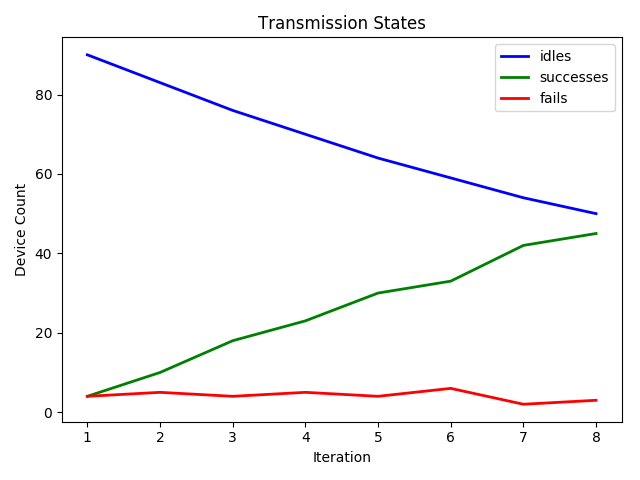 Transmission States
idles
successes
fails
80
60
40
20
0
Device Count
1 2 3 4 5 6 7 8
Iteration